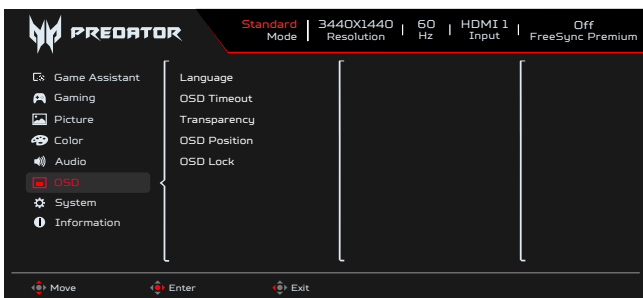 PREDATOR
Standard Mode | 3440X1440 Resolution | 60 Hz | HDMI 1 Input | Off FreeSync Premium
Game Assistant
Gaming
Picture
Color
Audio
OSD
System
Information
Language
OSD Timeout
Transparency
OSD Position
OSD Lock
Move
Enter
Exit